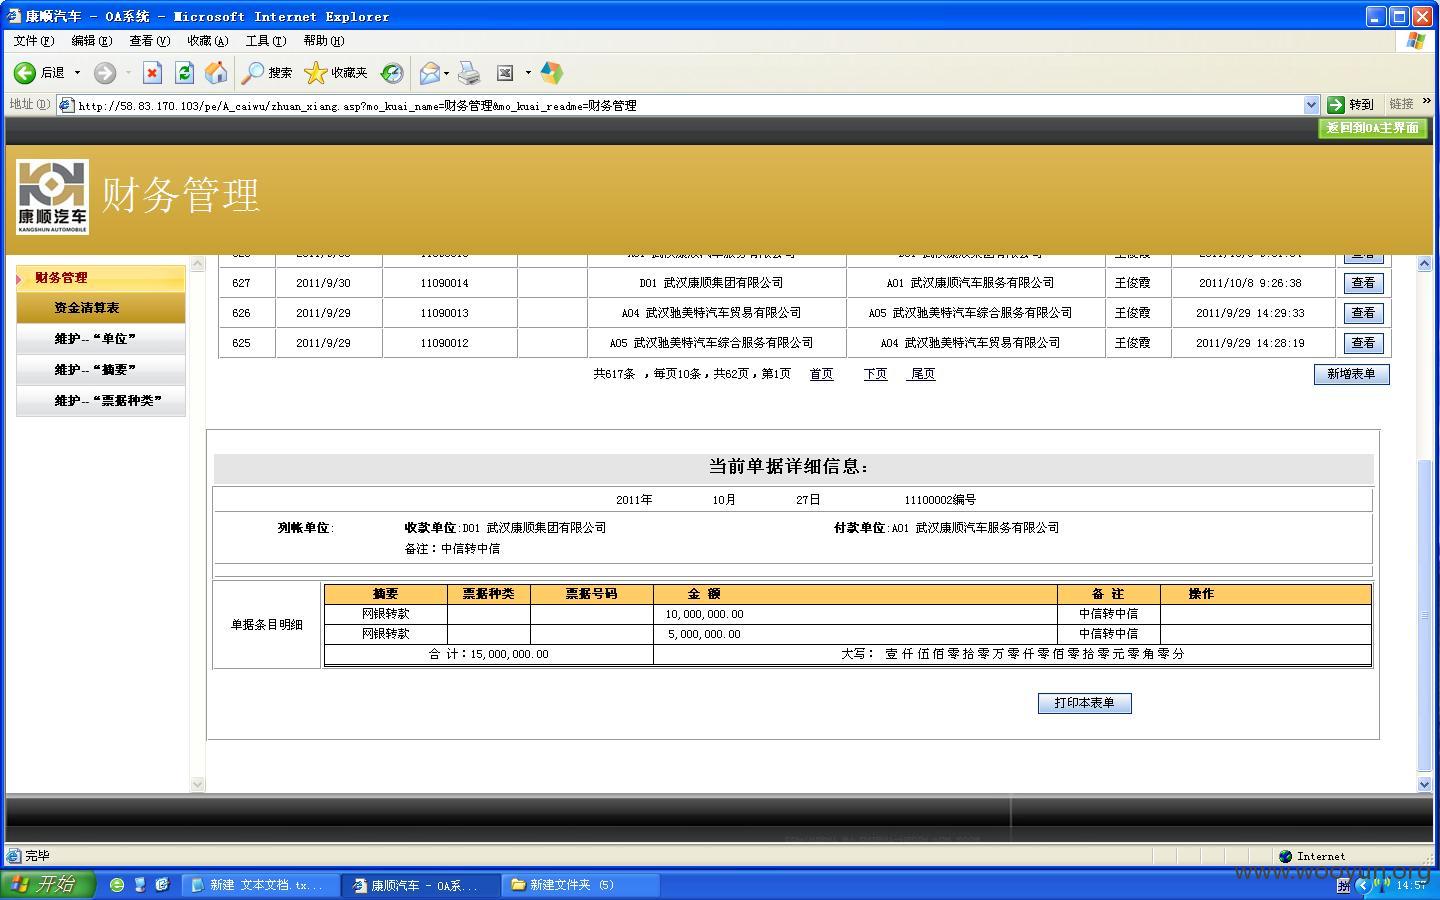 康顺汽车 - OA系统 - Microsoft Internet Explorer
文件(F) 编辑(E) 查看(V) 收藏(A) 工具(T) 帮助(H)
后退 搜索 收藏夹
地址(D) http://58.83.170.103/pe/A_caiwu/zhuan_xiang.asp?mo_kuai_name=财务管理&mo_kuai_readme=财务管理 转到 链接 »
返回到OA主界面
康顺汽车
KANGSHUN AUTOMOBILE
财务管理
财务管理
资金清算表
维护--“单位”
维护--“摘要”
维护--“票据种类”
627 2011/9/30 11090014 D01 武汉康顺集团有限公司 A01 武汉康顺汽车服务有限公司 王俊霞 2011/10/8 9:26:38 查看
626 2011/9/29 11090013 A04 武汉驰美特汽车贸易有限公司 A05 武汉驰美特汽车综合服务有限公司 王俊霞 2011/9/29 14:29:33 查看
625 2011/9/29 11090012 A05 武汉驰美特汽车综合服务有限公司 A04 武汉驰美特汽车贸易有限公司 王俊霞 2011/9/29 14:28:19 查看
共617条 ，每页10条，共62页，第1页 首页 下页 尾页 新增表单
当前单据详细信息：
2011年 10月 27日 11100002编号
列帐单位: 收款单位:D01 武汉康顺集团有限公司 付款单位:A01 武汉康顺汽车服务有限公司
备注：中信转中信
单据条目明细
摘要 票据种类 票据号码 金 额 备 注 操作
网银转款 10,000,000.00 中信转中信
网银转款 5,000,000.00 中信转中信
合 计：15,000,000.00 大写： 壹仟伍佰零拾零万零仟零佰零拾零元零角零分
打印本表单
完毕 Internet
www.wooyun.org
开始 新建 文本文档.tx... 康顺汽车 - OA系... 新建文件夹 (5) 拼 14:57